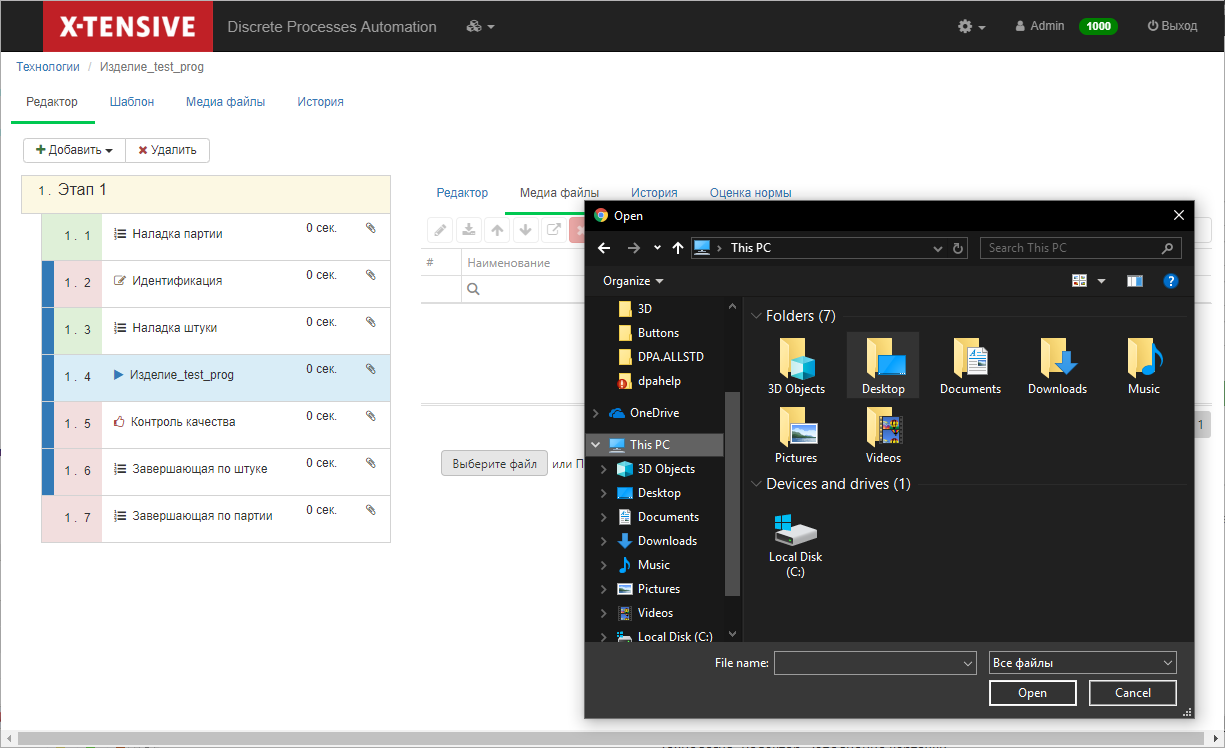 X-TENSIVE Discrete Processes Automation Admin 1000 Выход
Технологии / Изделие_test_prog
Редактор Шаблон Медиа файлы История
Добавить Удалить
1. Этап 1
1. 1 Наладка партии 0 сек.
1. 2 Идентификация 0 сек.
1. 3 Наладка штуки 0 сек.
1. 4 Изделие_test_prog 0 сек.
1. 5 Контроль качества 0 сек.
1. 6 Завершающая по штуке 0 сек.
1. 7 Завершающая по партии 0 сек.
Редактор Медиа файлы История Оценка нормы
# Наименование
1
Выберите файл или П
Open
This PC Search This PC
Organize
3D
Buttons
DPA.ALLSTD
dpahelp
OneDrive
This PC
3D Objects
Desktop
Documents
Downloads
Music
Pictures
Videos
Local Disk (C:)
Folders (7)
3D Objects Desktop Documents Downloads Music
Pictures Videos
Devices and drives (1)
Local Disk
(C:)
File name: Все файлы
Open Cancel